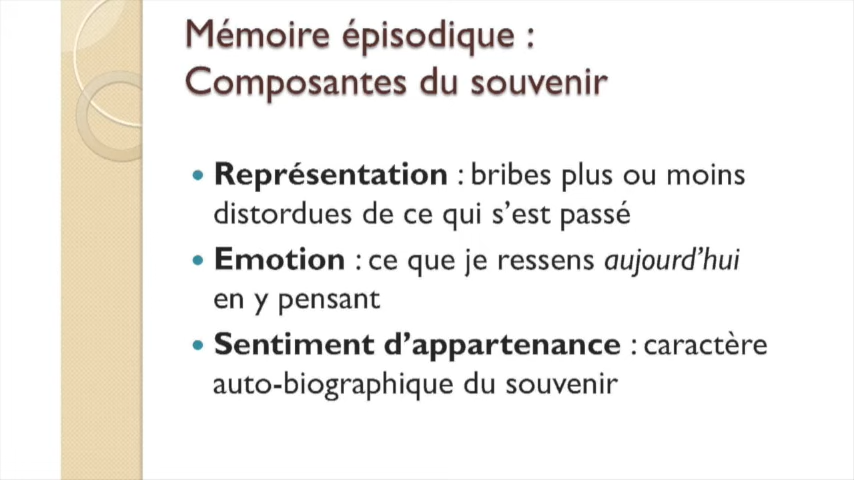 Mémoire épisodique :
Composantes du souvenir
• Représentation : bribes plus ou moins
distordues de ce qui s'est passé
• Emotion : ce que je ressens aujourd'hui
en y pensant
• Sentiment d'appartenance : caractère
auto-biographique du souvenir